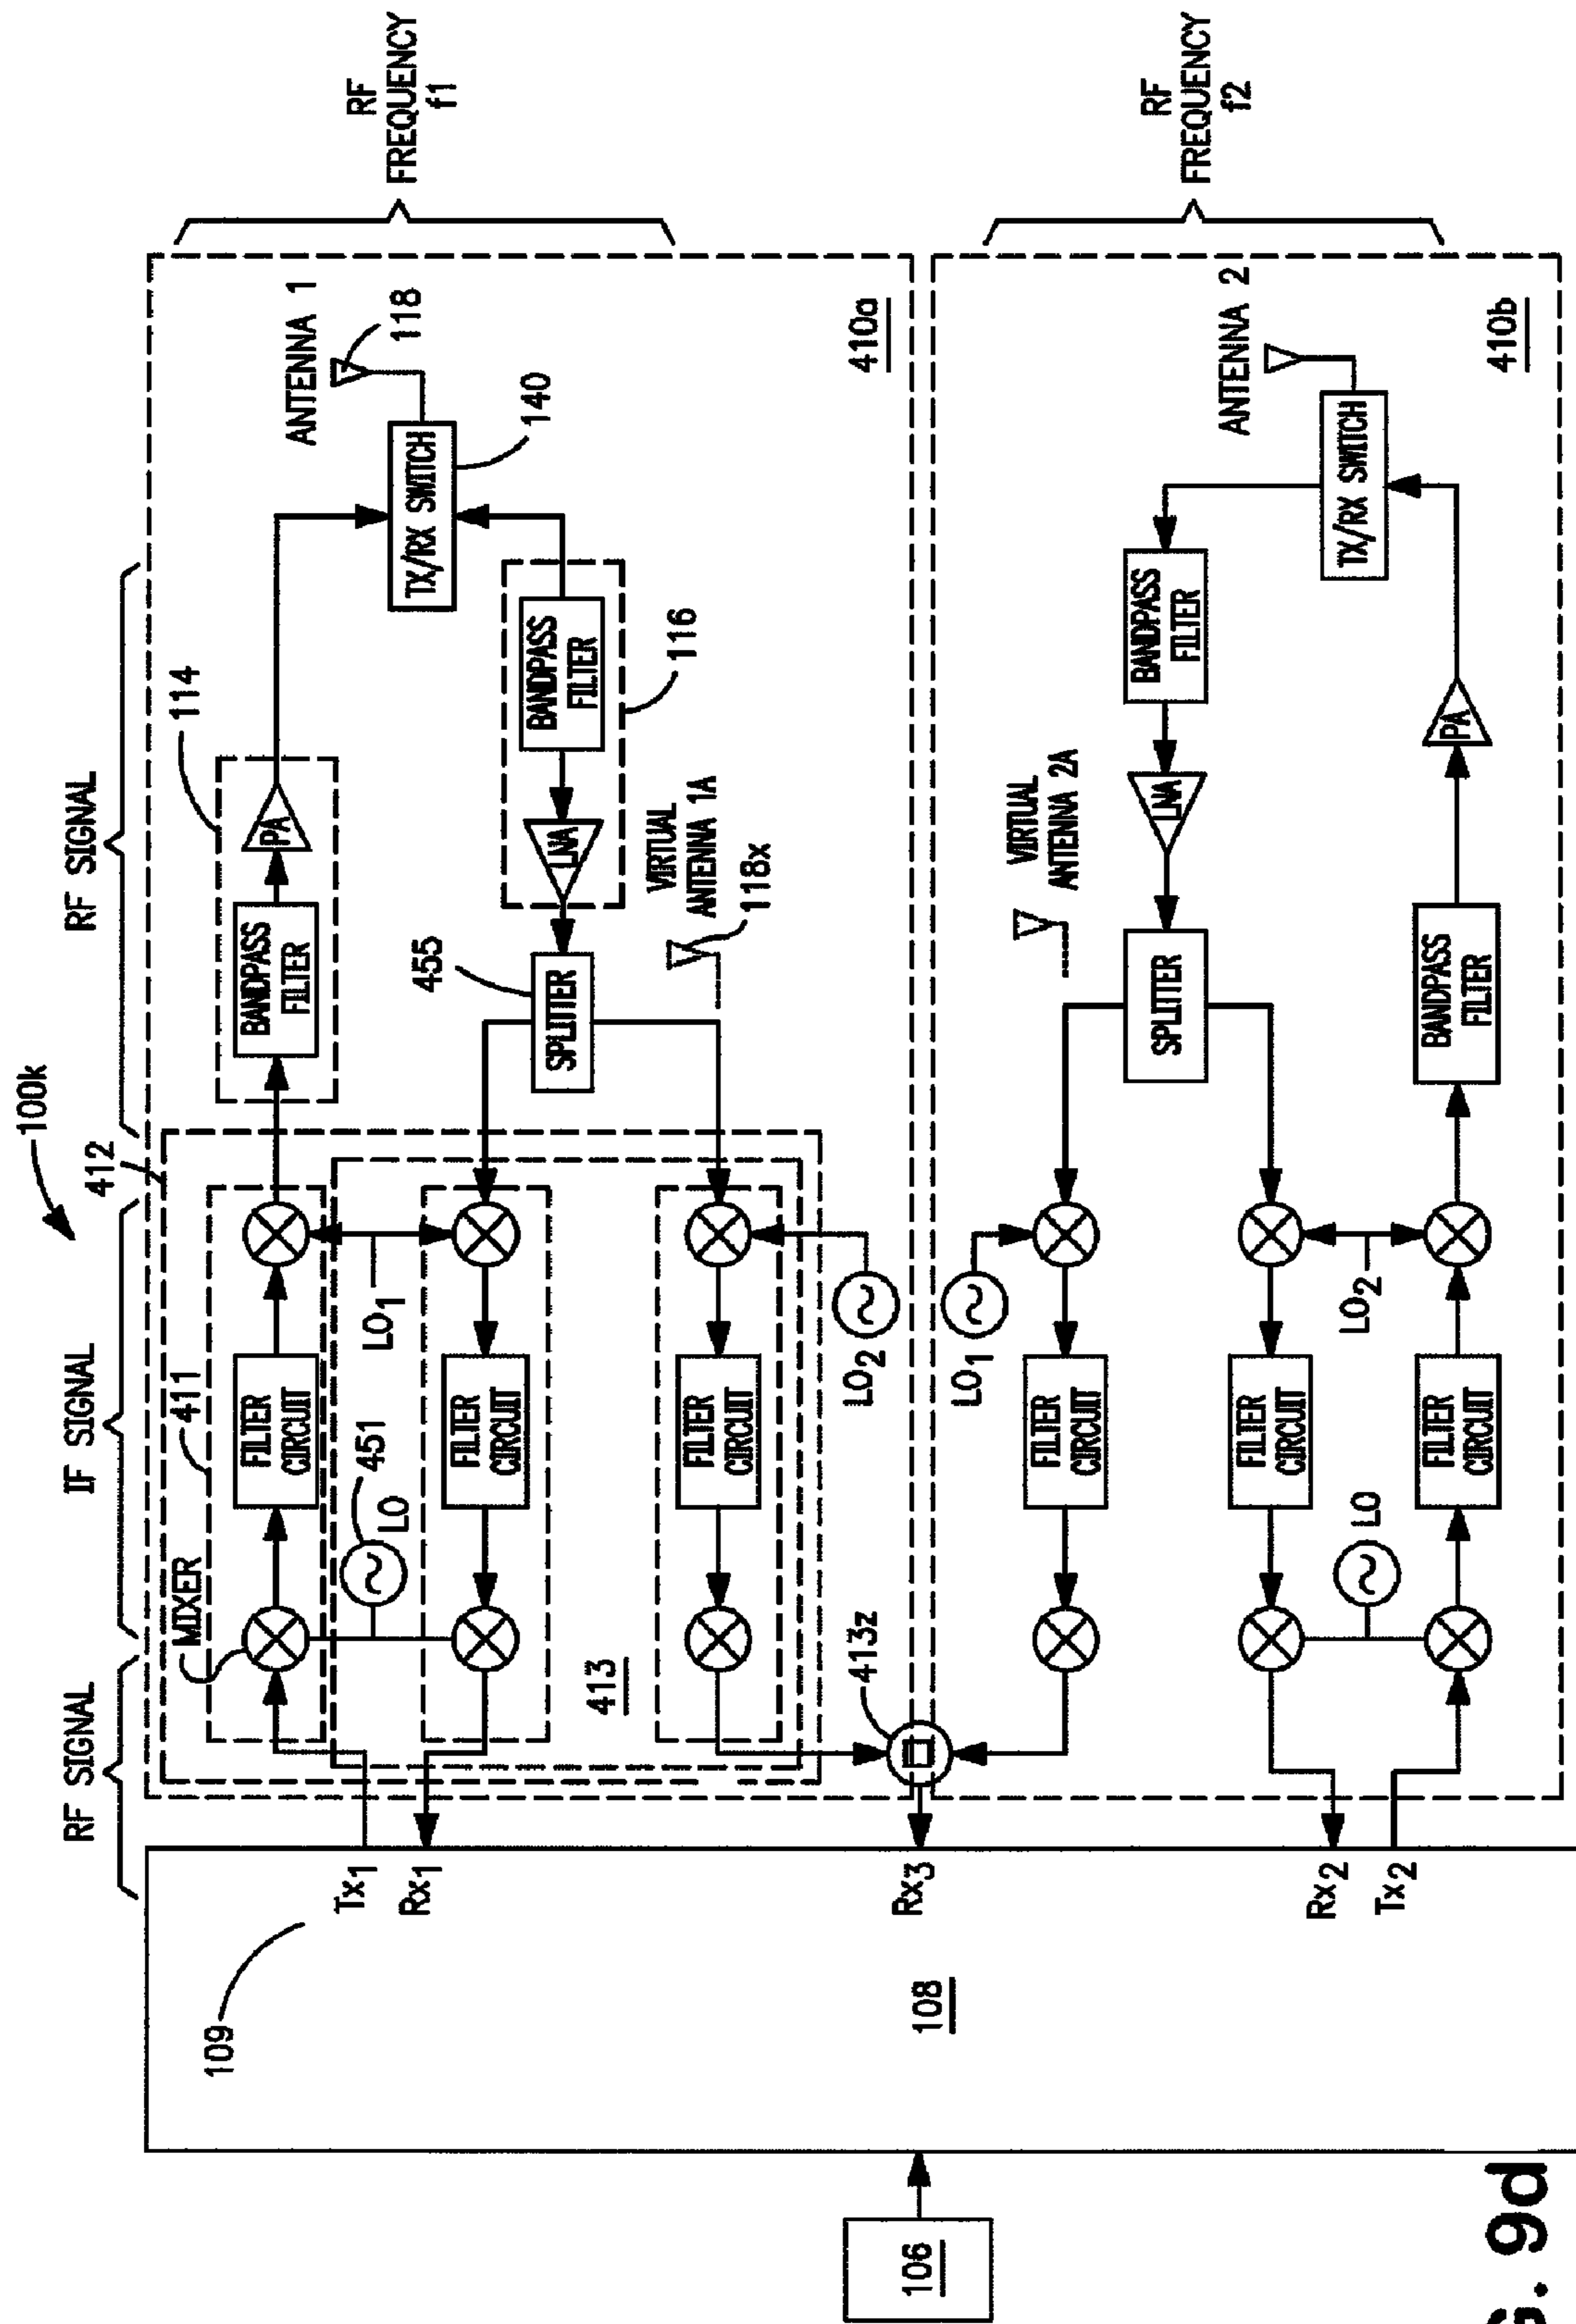 100k
RF SIGNAL
IF SIGNAL
RF SIGNAL
RF
FREQUENCY
f1
RF
FREQUENCY
f2
109
108
106
Tx1
Rx1
Rx3
Rx2
Tx2
MIXER
411
412
FILTER
CIRCUIT
BANDPASS
FILTER
PA
114
ANTENNA 1
118
TX/RX SWITCH
140
LO
451
LO1
FILTER
CIRCUIT
455
SPLITTER
LNA
BANDPASS
FILTER
116
413
FILTER
CIRCUIT
VIRTUAL
ANTENNA 1A
118x
LO2
410a
413z
LO1
FILTER
CIRCUIT
VIRTUAL
ANTENNA 2A
SPLITTER
LNA
BANDPASS
FILTER
ANTENNA 2
TX/RX SWITCH
FILTER
CIRCUIT
LO
LO2
FILTER
CIRCUIT
BANDPASS
FILTER
PA
410b
G. 9d